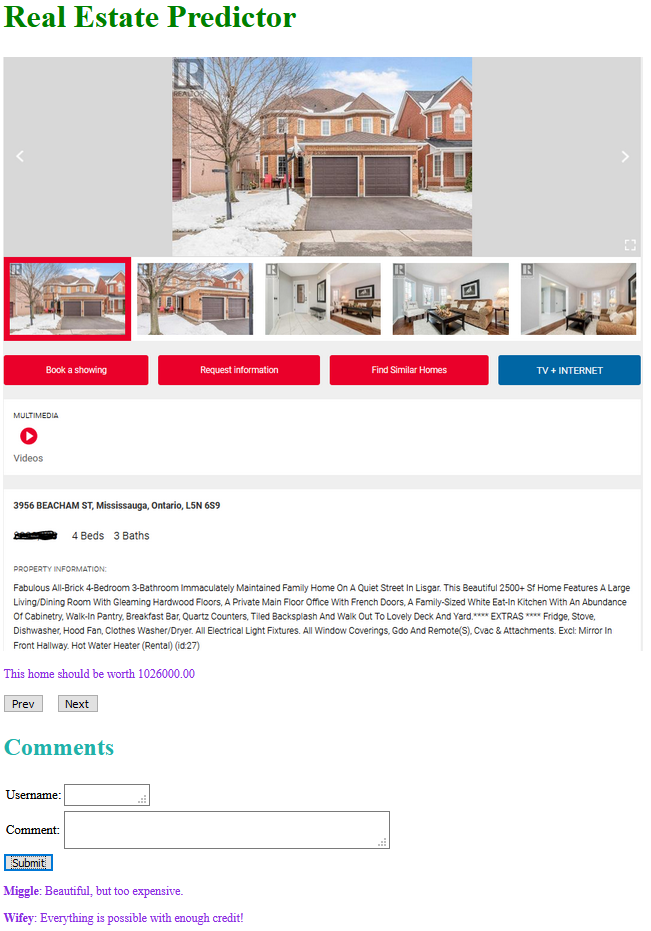 Real Estate Predictor
R
REALTOR
R
R
R
R
R
Book a showing
Request information
Find Similar Homes
TV + INTERNET
MULTIMEDIA
Videos
3956 BEACHAM ST, Mississauga, Ontario, L5N 6S9
4 Beds 3 Baths
PROPERTY INFORMATION:
Fabulous All-Brick 4-Bedroom 3-Bathroom Immaculately Maintained Family Home On A Quiet Street In Lisgar. This Beautiful 2500+ Sf Home Features A Large
Living/Dining Room With Gleaming Hardwood Floors, A Private Main Floor Office With French Doors, A Family-Sized White Eat-In Kitchen With An Abundance
Of Cabinetry, Walk-In Pantry, Breakfast Bar, Quartz Counters, Tiled Backsplash And Walk Out To Lovely Deck And Yard.**** EXTRAS **** Fridge, Stove,
Dishwasher, Hood Fan, Clothes Washer/Dryer. All Electrical Light Fixtures. All Window Coverings, Gdo And Remote(S), Cvac & Attachments. Excl: Mirror In
Front Hallway. Hot Water Heater (Rental) (id:27)
This home should be worth 1026000.00
Prev Next
Comments
Username:
Comment:
Submit
Miggle: Beautiful, but too expensive.
Wifey: Everything is possible with enough credit!